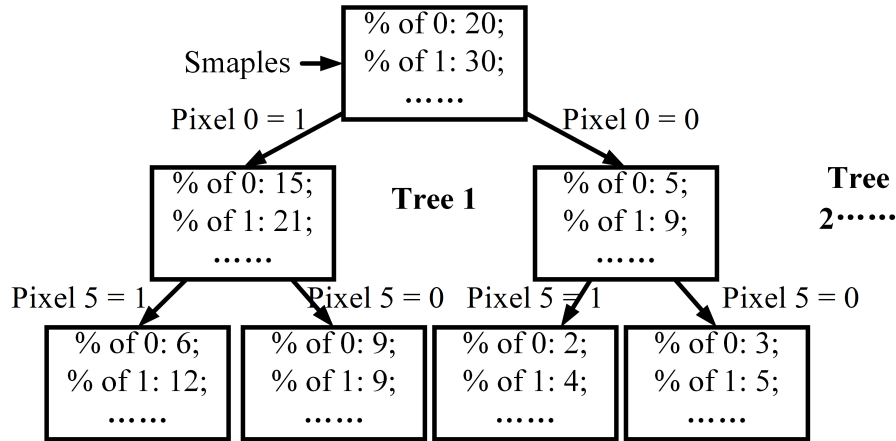 % of 0: 20;
Smaples
% of 1: 30;
……
Pixel 0 = 1
Pixel 0 = 0
% of 0: 15;
% of 1: 21;
……
Tree 1
% of 0: 5;
% of 1: 9;
……
Tree
2……
Pixel 5 = 1
Pixel 5 = 0
Pixel 5 = 1
Pixel 5 = 0
% of 0: 6;
% of 1: 12;
……
% of 0: 9;
% of 1: 9;
……
% of 0: 2;
% of 1: 4;
……
% of 0: 3;
% of 1: 5;
……